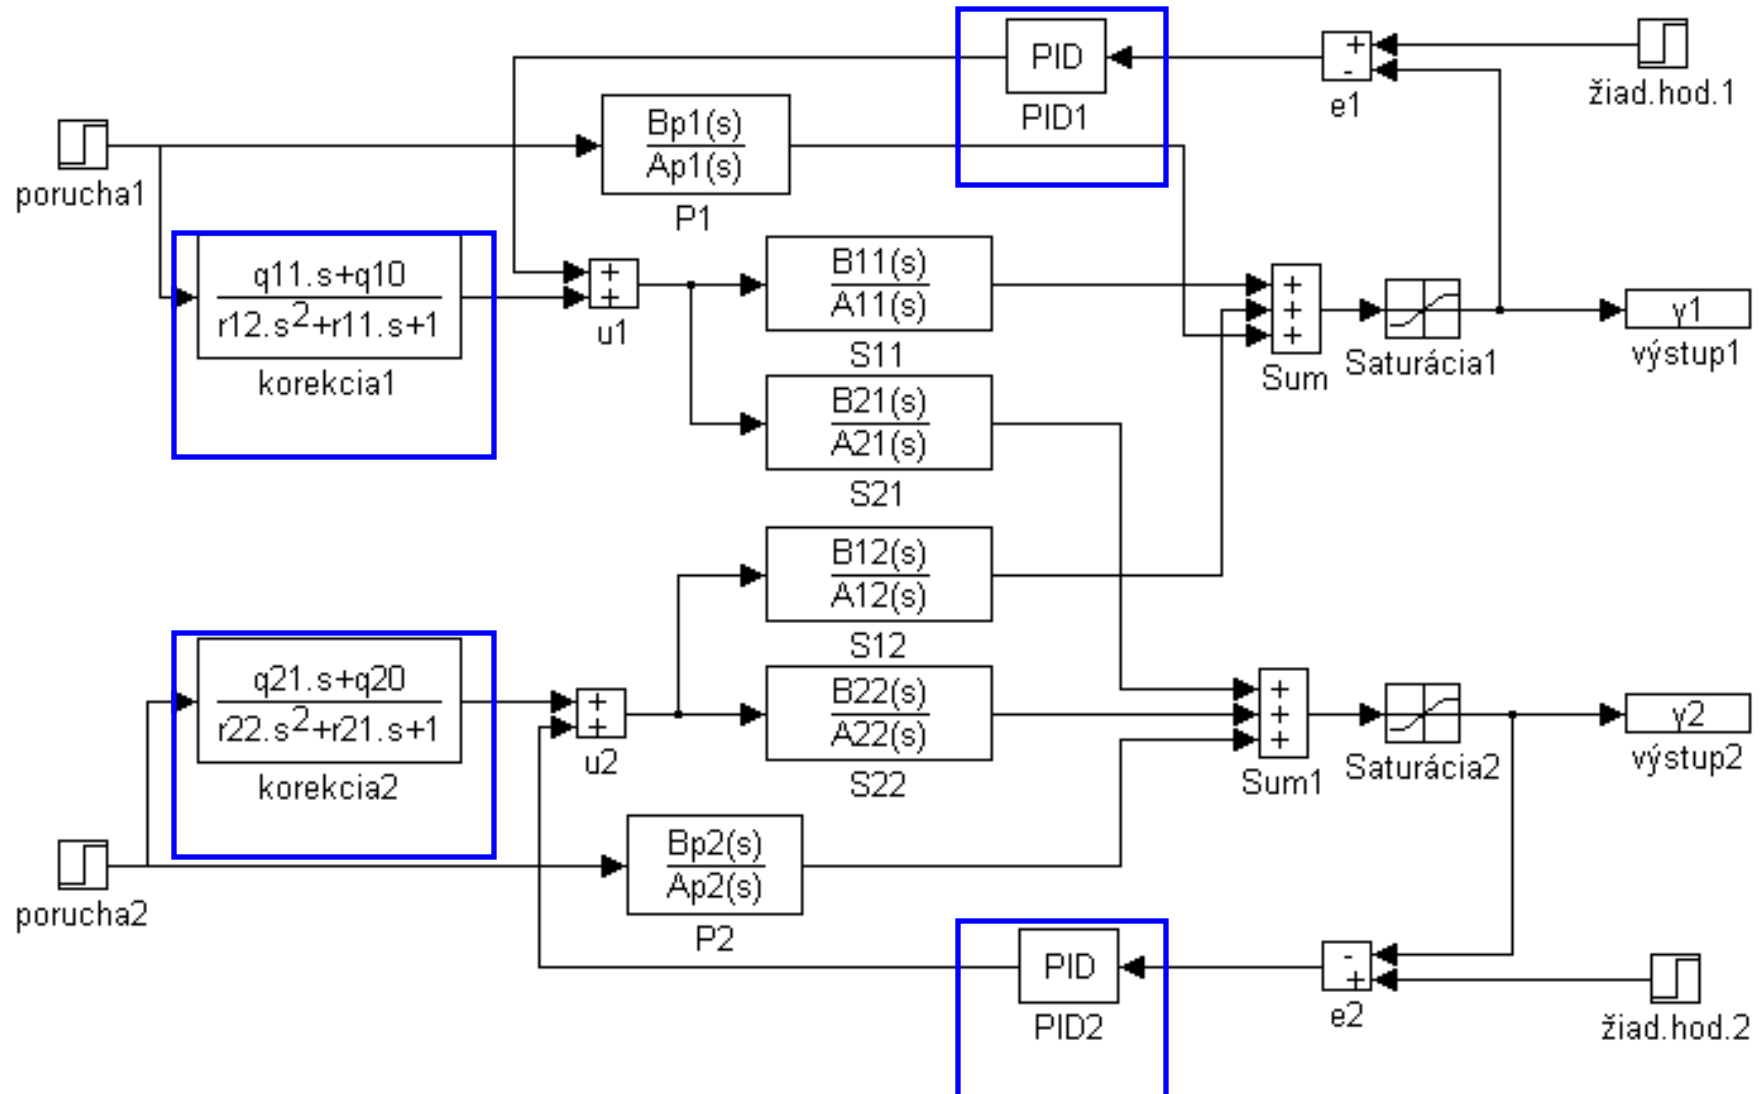 PID
PID1
+
-
e1
žiad.hod.1
porucha1
Bp1(s)
Ap1(s)
P1
q11.s+q10
r12.s²+r11.s+1
korekcia1
+
+
u1
B11(s)
A11(s)
S11
+
+
+
Sum
Saturácia1
y1
výstup1
B21(s)
A21(s)
S21
B12(s)
A12(s)
S12
q21.s+q20
r22.s²+r21.s+1
korekcia2
+
+
u2
B22(s)
A22(s)
S22
+
+
+
Sum1
Saturácia2
y2
výstup2
porucha2
Bp2(s)
Ap2(s)
P2
PID
PID2
-
+
e2
žiad.hod.2